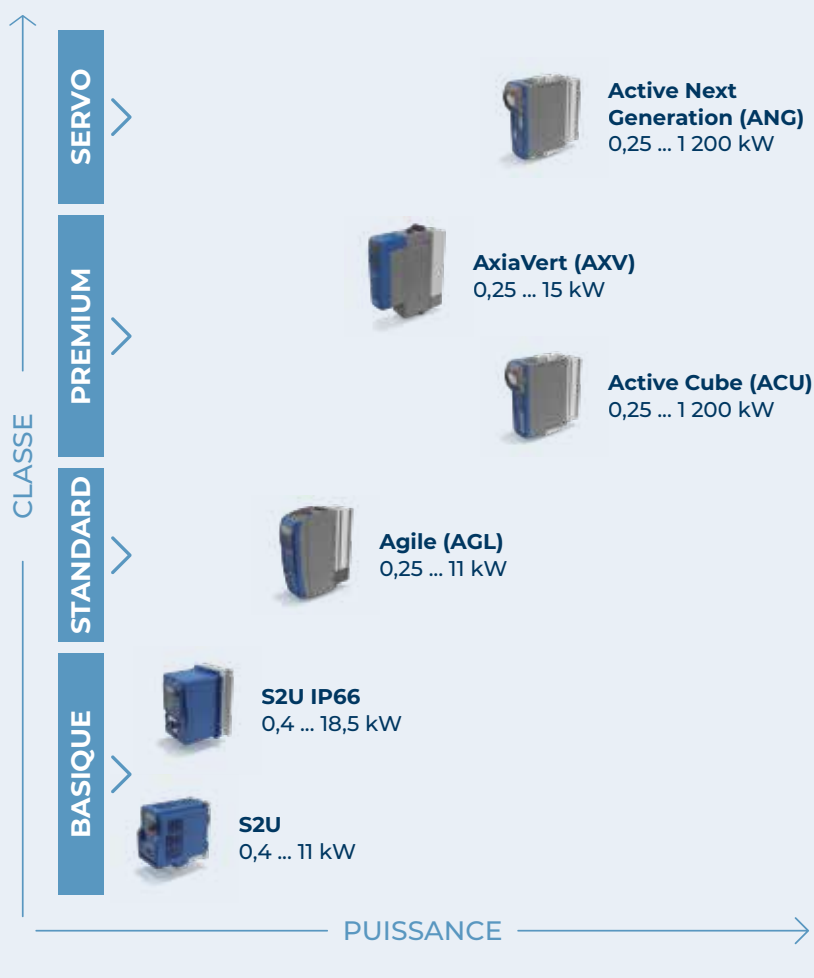 SERVO
Active Next
Generation (ANG)
0,25 ... 1 200 kW
PREMIUM
AxiaVert (AXV)
0,25 ... 15 kW
Active Cube (ACU)
0,25 ... 1 200 kW
CLASSE
STANDARD
Agile (AGL)
0,25 ... 11 kW
BASIQUE
S2U IP66
0,4 ... 18,5 kW
S2U
0,4 ... 11 kW
PUISSANCE